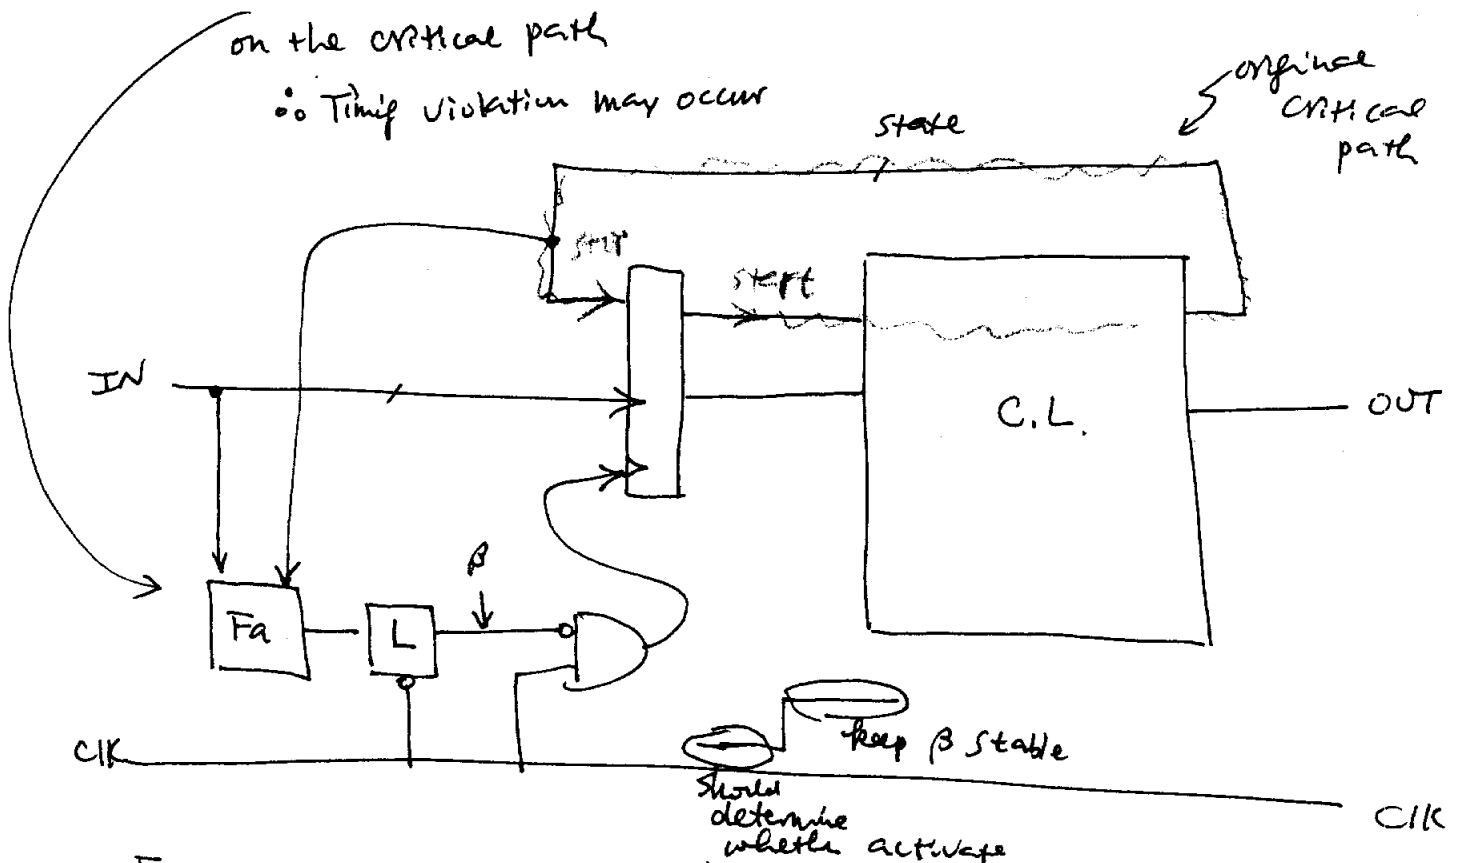 on the critical path
∴ Timing violation may occur
original
critical
path
state
start
IN
C.L.
OUT
β
Fa
L
keep β stable
Clk
should
determine
whether activate
Clk